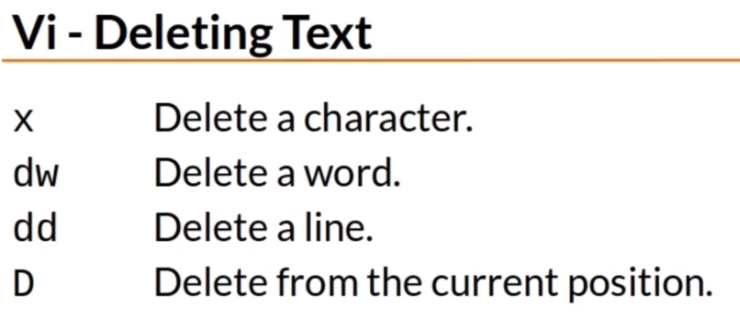 Vi - Deleting Text
x Delete a character.
dw Delete a word.
dd Delete a line.
D Delete from the current position.